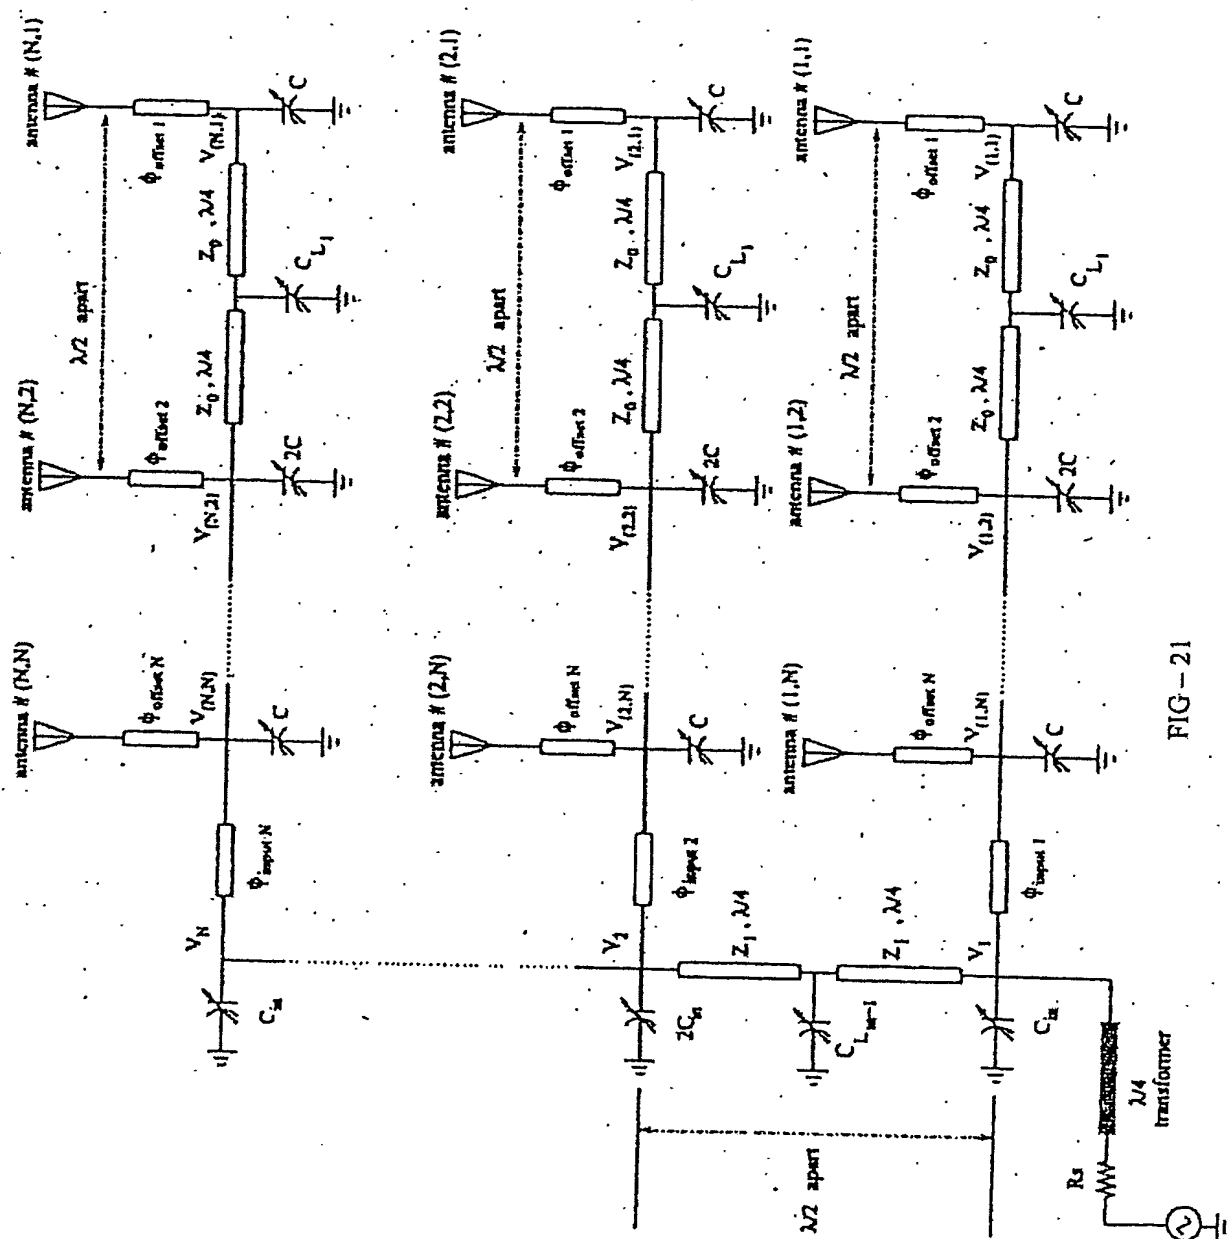 antenna # (N,N)
antenna # (N,2)
antenna # (N,1)
λ/2 apart
ϕoffset N
ϕoffset 2
ϕoffset 1
V(N,N)
V(N,2)
V(N,1)
VN
ϕinput N
Z0 , λ/4
Z0 , λ/4
Cin
C
2C
CL1
C
antenna # (2,N)
antenna # (2,2)
antenna # (2,1)
λ/2 apart
ϕoffset N
ϕoffset 2
ϕoffset 1
V(2,N)
V(2,2)
V(2,1)
V2
ϕinput 2
Z0 , λ/4
Z0 , λ/4
2Cin
C
2C
CL1
C
Z1 , λ/4
Z1 , λ/4
CLin-1
antenna # (1,N)
antenna # (1,2)
antenna # (1,1)
λ/2 apart
ϕoffset N
ϕoffset 2
ϕoffset 1
V(1,N)
V(1,2)
V(1,1)
V1
ϕinput 1
Z0 , λ/4
Z0 , λ/4
Cin
C
2C
CL1
C
λ/2 apart
Rs
λ/4
transformer
FIG-21